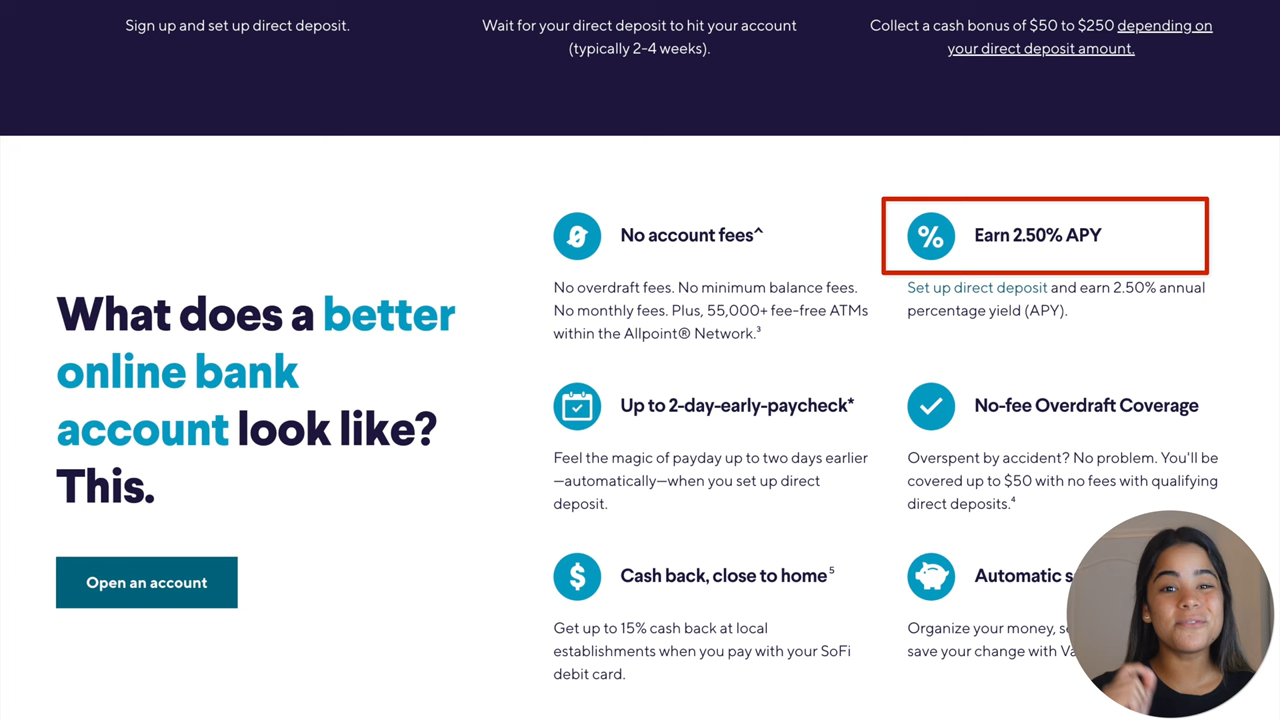 Sign up and set up direct deposit.
Wait for your direct deposit to hit your account
(typically 2-4 weeks).
Collect a cash bonus of $50 to $250 depending on
your direct deposit amount.
What does a better
online bank
account look like?
This.
Open an account
No account fees^
No overdraft fees. No minimum balance fees.
No monthly fees. Plus, 55,000+ fee-free ATMs
within the Allpoint® Network.³
Earn 2.50% APY
Set up direct deposit and earn 2.50% annual
percentage yield (APY).
Up to 2-day-early-paycheck*
Feel the magic of payday up to two days earlier
—automatically—when you set up direct
deposit.
No-fee Overdraft Coverage
Overspent by accident? No problem. You'll be
covered up to $50 with no fees with qualifying
direct deposits.⁴
Cash back, close to home⁵
Get up to 15% cash back at local
establishments when you pay with your SoFi
debit card.
Automatic
Organize your money,
save your change with